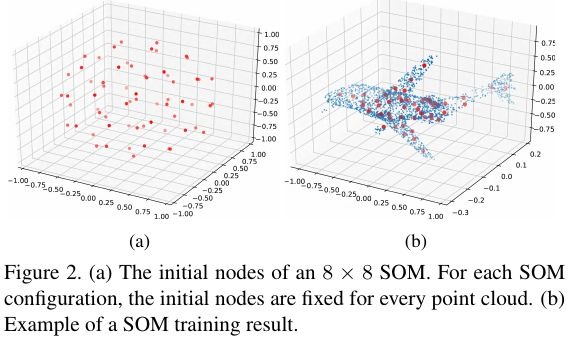 1.00
0.75
0.50
0.25
0.00
−0.25
−0.50
−0.75
−1.00
−1.00 −0.75 −0.50 −0.25 0.00 0.25 0.50 0.75 1.00
−1.00 −0.75 −0.50 −0.25 0.00 0.25 0.50 0.75 1.00
0.75
0.50
0.25
0.00
−0.25
−0.50
−0.75
−1.00 −0.75 −0.50 −0.25 0.00 0.25 0.50 0.75 1.00
−0.3 −0.2 −0.1 0.0 0.1 0.2
(a) (b)
Figure 2. (a) The initial nodes of an 8 × 8 SOM. For each SOM
configuration, the initial nodes are fixed for every point cloud. (b)
Example of a SOM training result.